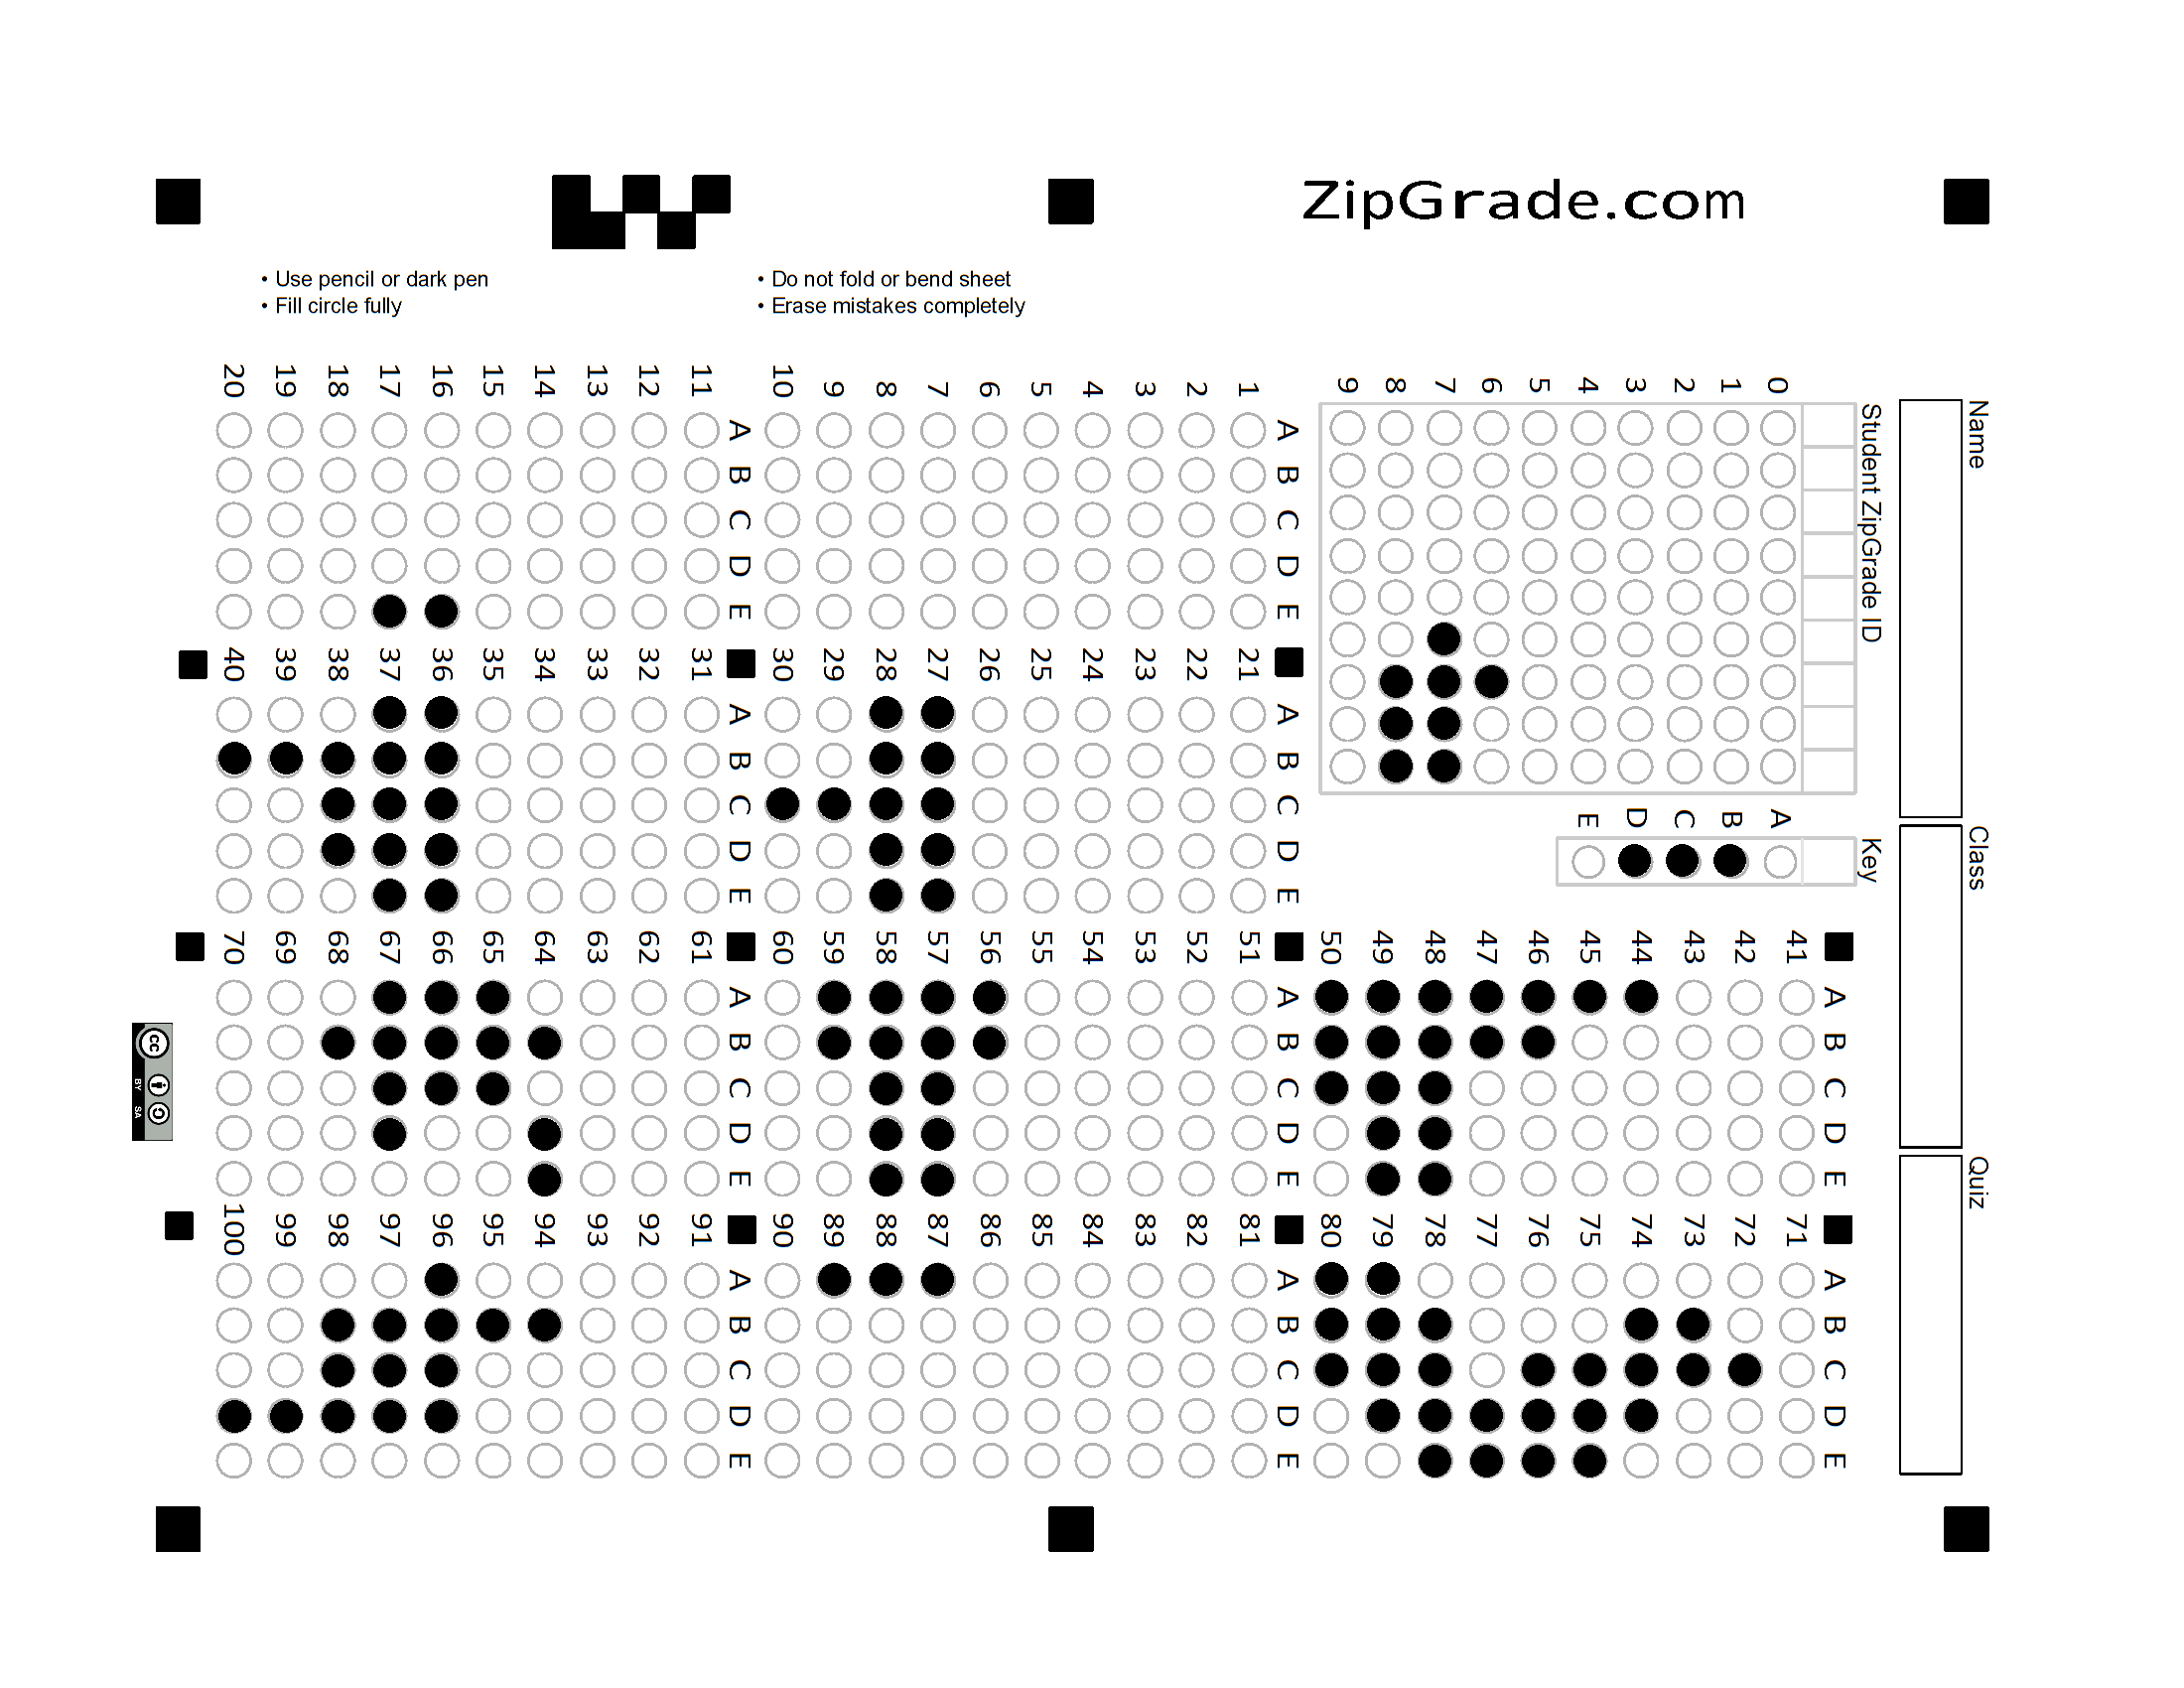 ZipGrade.com
• Use pencil or dark pen
• Fill circle fully
• Do not fold or bend sheet
• Erase mistakes completely
Name
Class
Quiz
Student ZipGrade ID
0 1 2 3 4 5 6 7 8 9
Key
A B C D E
1 2 3 4 5 6 7 8 9 10
A B C D E
11 12 13 14 15 16 17 18 19 20
A B C D E
21 22 23 24 25 26 27 28 29 30
A B C D E
31 32 33 34 35 36 37 38 39 40
A B C D E
41 42 43 44 45 46 47 48 49 50
A B C D E
51 52 53 54 55 56 57 58 59 60
A B C D E
61 62 63 64 65 66 67 68 69 70
A B C D E
71 72 73 74 75 76 77 78 79 80
A B C D E
81 82 83 84 85 86 87 88 89 90
A B C D E
91 92 93 94 95 96 97 98 99 100
A B C D E
cc
BY SA